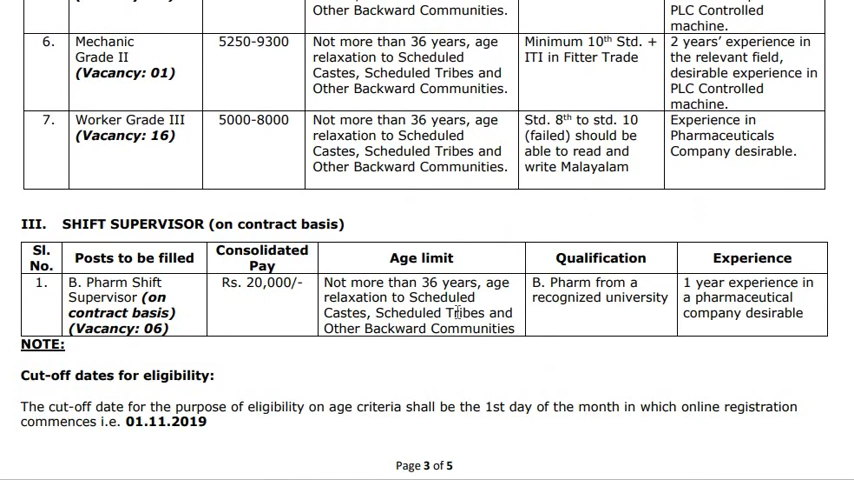 Other Backward Communities.
PLC Controlled
machine.
6. Mechanic Grade II (Vacancy: 01)
5250-9300
Not more than 36 years, age
relaxation to Scheduled
Castes, Scheduled Tribes and
Other Backward Communities.
Minimum 10th Std. +
ITI in Fitter Trade
2 years’ experience in
the relevant field,
desirable experience in
PLC Controlled
machine.
7. Worker Grade III
(Vacancy: 16)
5000-8000
Not more than 36 years, age
relaxation to Scheduled
Castes, Scheduled Tribes and
Other Backward Communities.
Std. 8th to std. 10
(failed) should be
able to read and
write Malayalam
Experience in
Pharmaceuticals
Company desirable.
III. SHIFT SUPERVISOR (on contract basis)
Sl.
No.
Posts to be filled
Consolidated
Pay
Age limit
Qualification
Experience
1.
B. Pharm Shift
Supervisor (on
contract basis)
(Vacancy: 06)
Rs. 20,000/-
Not more than 36 years, age
relaxation to Scheduled
Castes, Scheduled Tribes and
Other Backward Communities
B. Pharm from a
recognized university
1 year experience in
a pharmaceutical
company desirable
NOTE:
Cut-off dates for eligibility:
The cut-off date for the purpose of eligibility on age criteria shall be the 1st day of the month in which online registration
commences i.e. 01.11.2019
Page 3 of 5